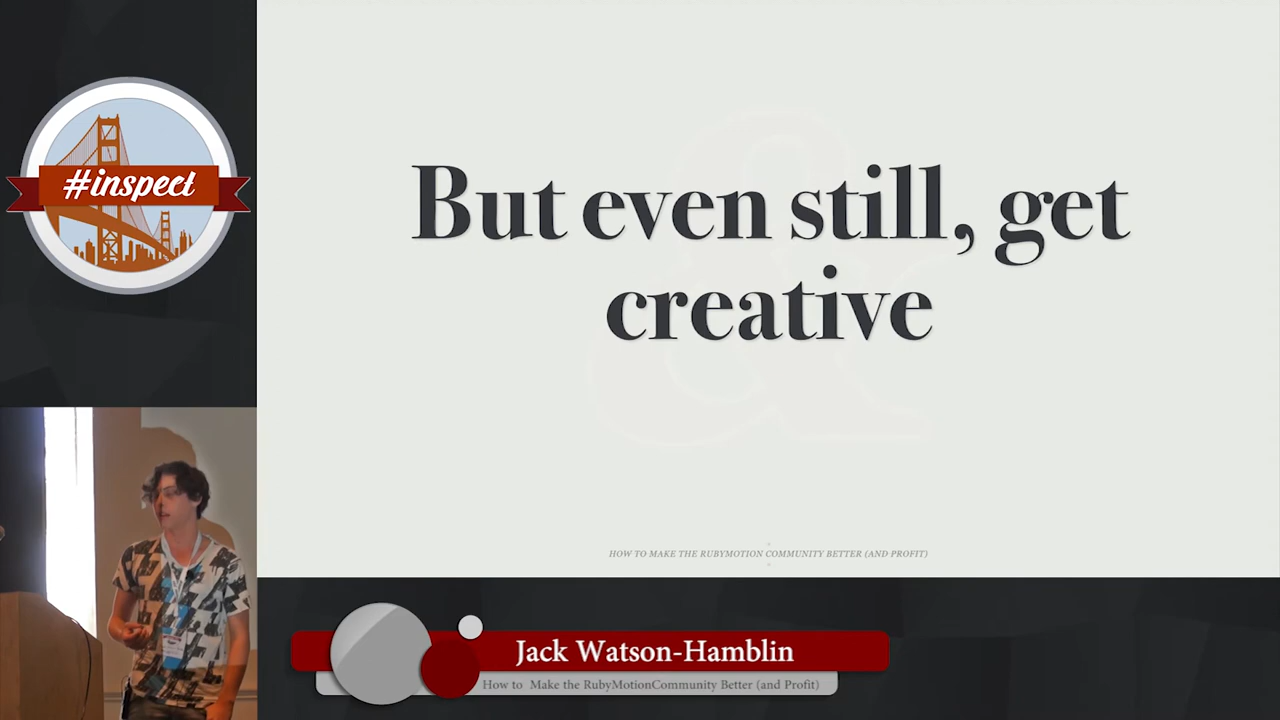 #inspect
But even still, get
creative
HOW TO MAKE THE RUBYMOTION COMMUNITY BETTER (AND PROFIT)
Jack Watson-Hamblin
How to Make the RubyMotionCommunity Better (and Profit)